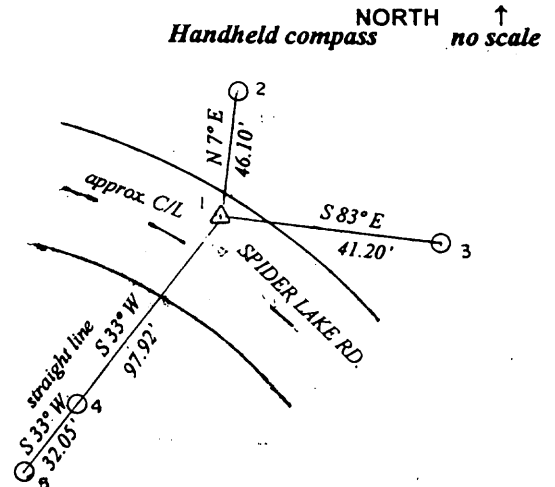 NORTH ↑
Handheld compass no scale
2
N 7° E
46.10'
approx. C/L
1
S 83° E
41.20'
3
SPIDER LAKE RD.
S 33° W
97.92'
straight line
4
S 33° W
32.05'